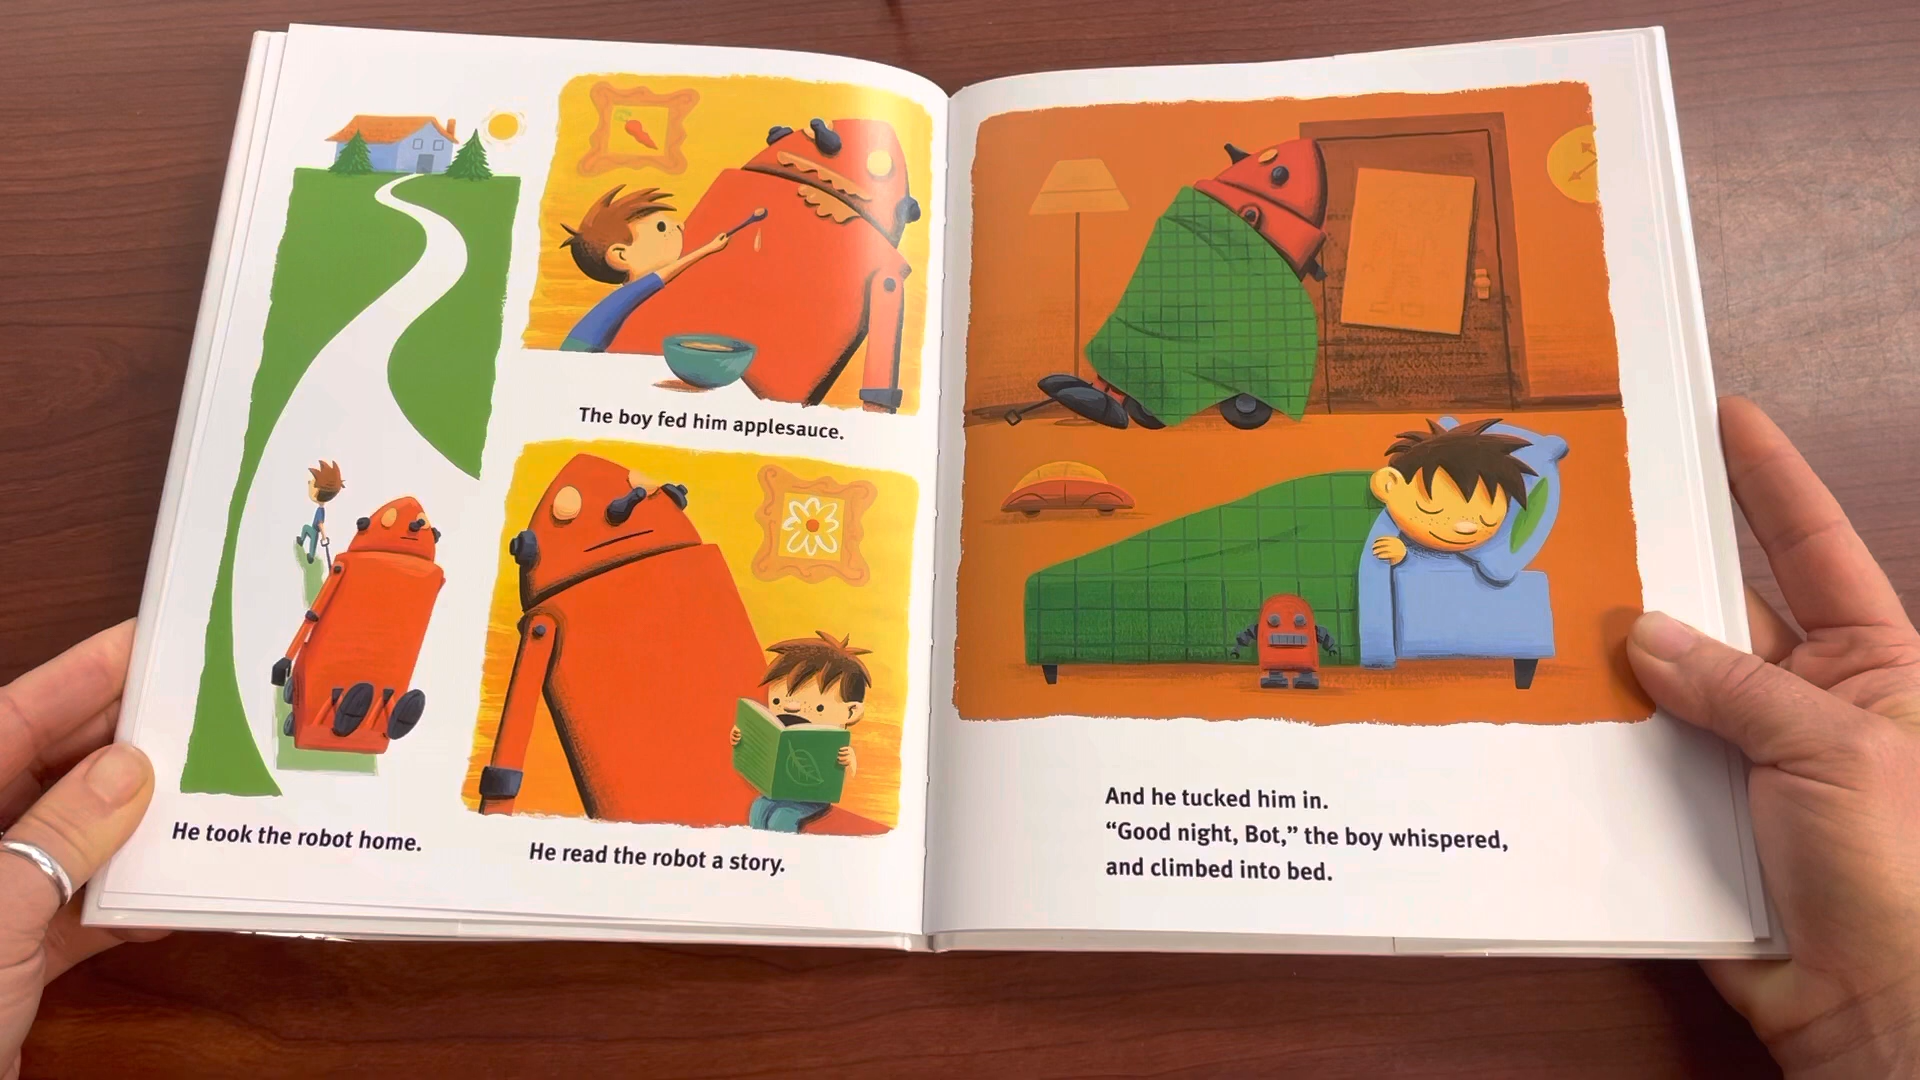 He took the robot home.
The boy fed him applesauce.
He read the robot a story.
And he tucked him in.
“Good night, Bot,” the boy whispered,
and climbed into bed.